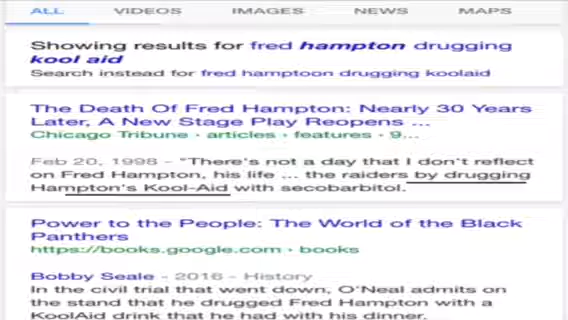 ALL VIDEOS IMAGES NEWS MAPS
Showing results for fred hampton drugging
kool aid
Search instead for fred hamptoon drugging koolaid
The Death Of Fred Hampton: Nearly 30 Years
Later, A New Stage Play Reopens ...
Chicago Tribune · articles · features · 9...
Feb 20, 1998 - "There's not a day that I don't reflect
on Fred Hampton, his life ... the raiders by drugging
Hampton's Kool-Aid with secobarbitol.
Power to the People: The World of the Black
Panthers
https://books.google.com · books
Bobby Seale - 2016 - History
In the civil trial that went down, O'Neal admits on
the stand that he drugged Fred Hampton with a
KoolAid drink that he had with his dinner.